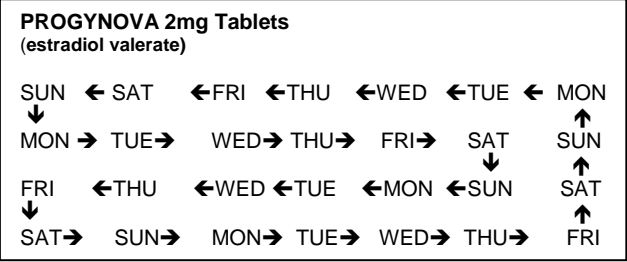 PROGYNOVA 2mg Tablets
(estradiol valerate)
SUN ← SAT ← FRI ← THU ← WED ← TUE ← MON
↓ ↑
MON → TUE → WED → THU → FRI → SAT SUN
↓ ↑
FRI ← THU ← WED ← TUE ← MON ← SUN SAT
↓ ↑
SAT → SUN → MON → TUE → WED → THU → FRI